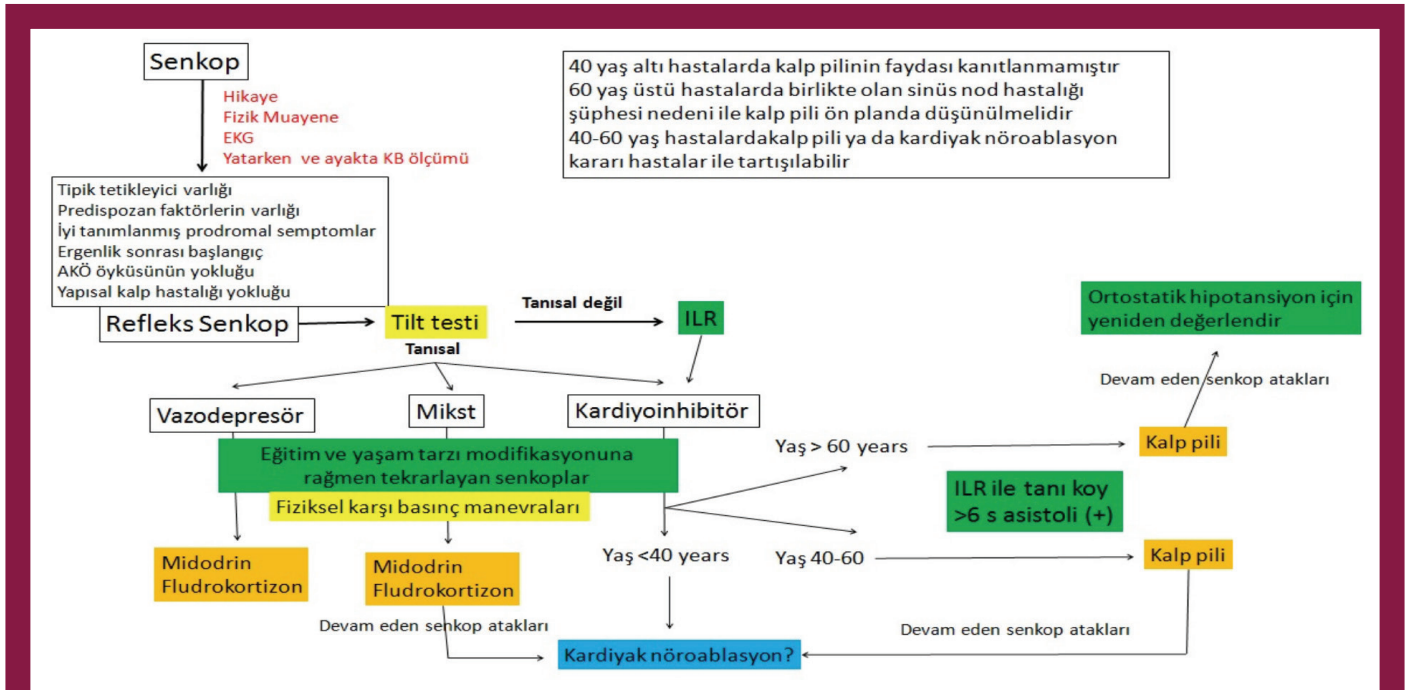 Senkop
Hikaye
Fizik Muayene
EKG
Yatarken ve ayakta KB ölçümü
40 yaş altı hastalarda kalp pilinin faydası kanıtlanmamıştır
60 yaş üstü hastalarda birlikte olan sinüs nod hastalığı
şüphesi nedeni ile kalp pili ön planda düşünülmelidir
40-60 yaş hastalardakalp pili ya da kardiyak nöroablasyon
kararı hastalar ile tartışılabilir
Tipik tetikleyici varlığı
Predispozan faktörlerin varlığı
İyi tanımlanmış prodromal semptomlar
Ergenlik sonrası başlangıç
AKÖ öyküsünün yokluğu
Yapısal kalp hastalığı yokluğu
Refleks Senkop
Tilt testi
Tanısal değil
ILR
Tanısal
Ortostatik hipotansiyon için
yeniden değerlendir
Devam eden senkop atakları
Vazodepresör
Mikst
Kardiyoinhibitör
Eğitim ve yaşam tarzı modifikasyonuna
rağmen tekrarlayan senkoplar
Fiziksel karşı basınç manevraları
Yaş > 60 years
Kalp pili
ILR ile tanı koy
>6 s asistoli (+)
Midodrin
Fludrokortizon
Midodrin
Fludrokortizon
Yaş <40 years
Yaş 40-60
Kalp pili
Devam eden senkop atakları
Devam eden senkop atakları
Kardiyak nöroablasyon?